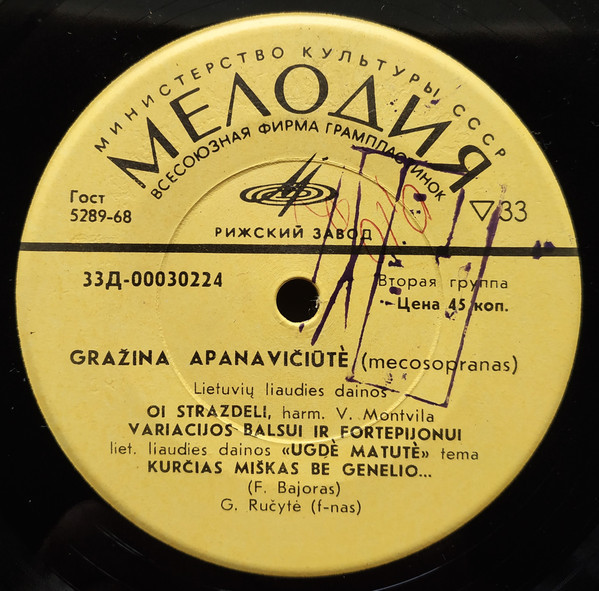 МИНИСТЕРСТВО КУЛЬТУРЫ СССР
МЕЛОДИЯ
ВСЕСОЮЗНАЯ ФИРМА ГРАМПЛАСТИНОК
Гост
5289-68
33
РИЖСКИЙ ЗАВОД
33Д-00030224
Вторая группа
Цена 45 коп.
GRAŽINA APANAVIČIŪTĖ (mecosopranas)
Lietuvių liaudies dainos
OI STRAZDELI, harm. V. Montvila
VARIACIJOS BALSUI IR FORTEPIJONUI
liet. liaudies dainos «UGDĖ MATUTĖ» tema
KURČIAS MIŠKAS BE GENELIO...
(F. Bajoras)
G. Ručytė (f-nas)